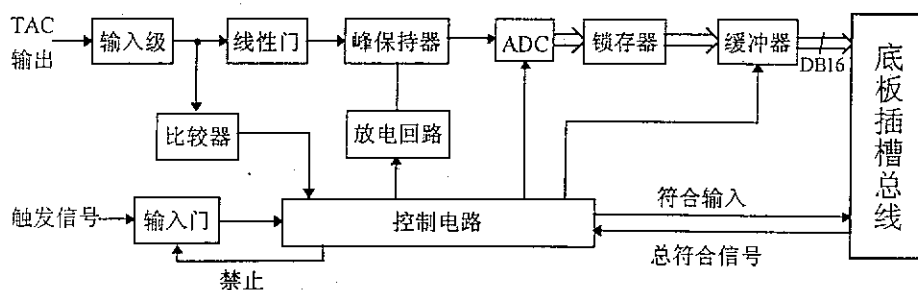 TAC
输出
输入级
线性门
峰保持器
ADC
锁存器
缓冲器
DB16
底板插槽总线
比较器
放电回路
触发信号
输入门
控制电路
符合输入
总符合信号
禁止